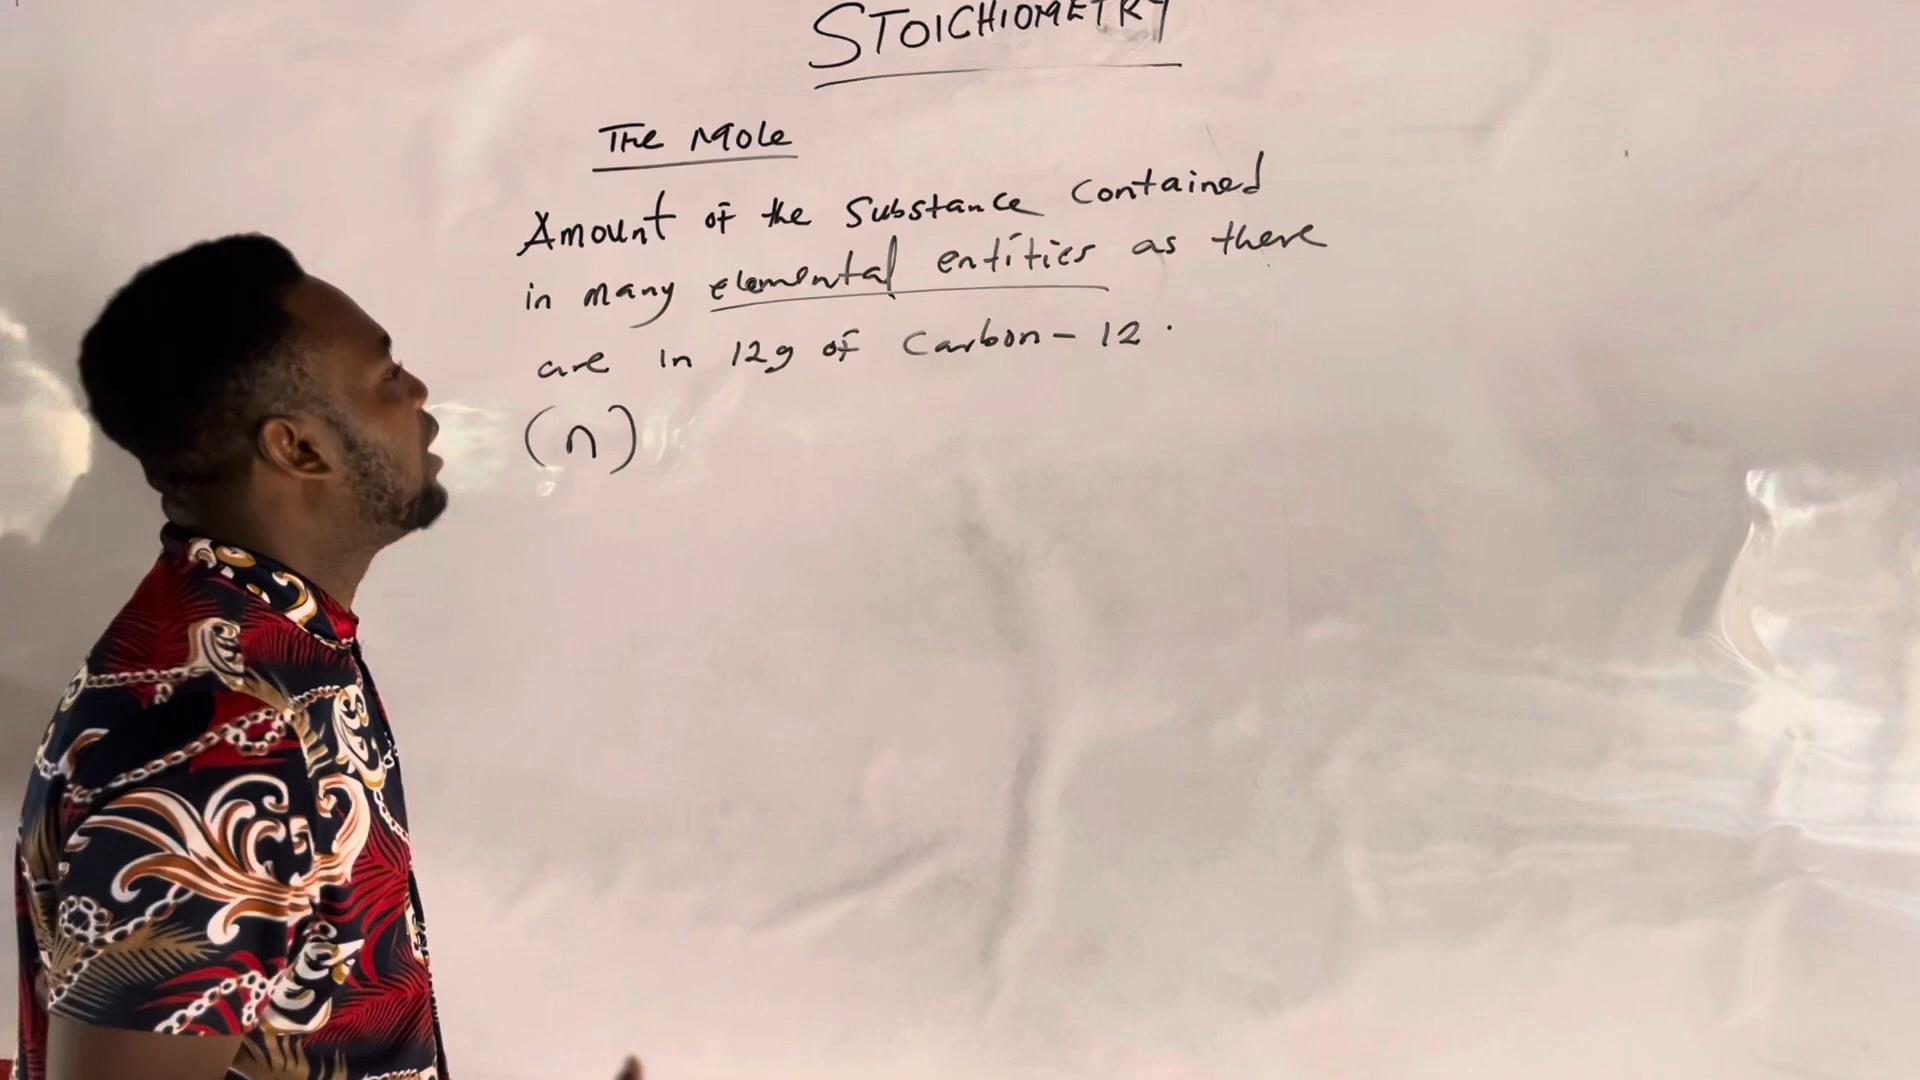 STOICHIOMETRY
The Mole
Amount of the Substance Contained
in many elemental entities as there
are in 12g of Carbon - 12.
(n)